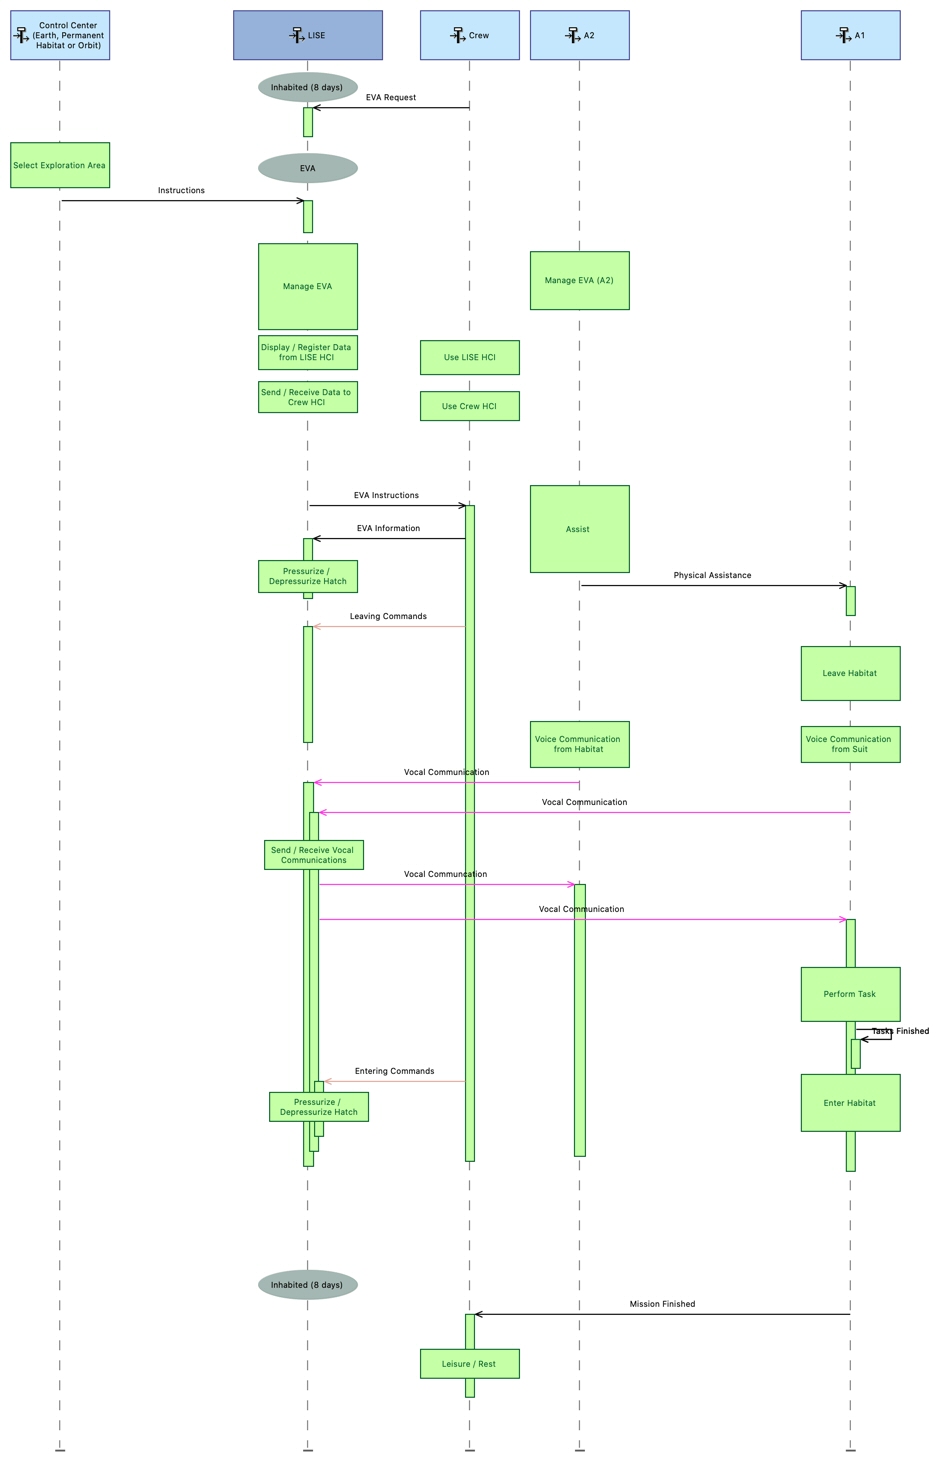 Control Center
(Earth, Permanent
Habitat or Orbit)
LISE
Crew
A2
A1
Inhabited (8 days)
EVA Request
Select Exploration Area
EVA
Instructions
Manage EVA
Manage EVA (A2)
Display / Register Data
from LISE HCI
Use LISE HCI
Send / Receive Data to
Crew HCI
Use Crew HCI
EVA Instructions
Assist
EVA Information
Pressurize /
Depressurize Hatch
Physical Assistance
Leaving Commands
Leave Habitat
Voice Communication
from Habitat
Voice Communication
from Suit
Vocal Communication
Vocal Communication
Send / Receive Vocal
Communications
Vocal Communcation
Vocal Communication
Perform Task
Tasks Finished
Entering Commands
Pressurize /
Depressurize Hatch
Enter Habitat
Inhabited (8 days)
Mission Finished
Leisure / Rest